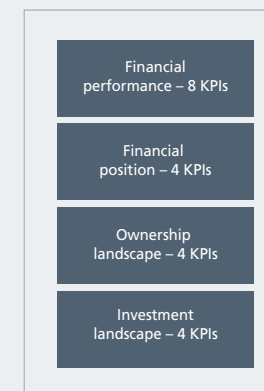 Financial
performance – 8 KPIs
Financial
position – 4 KPIs
Ownership
landscape – 4 KPIs
Investment
landscape – 4 KPIs